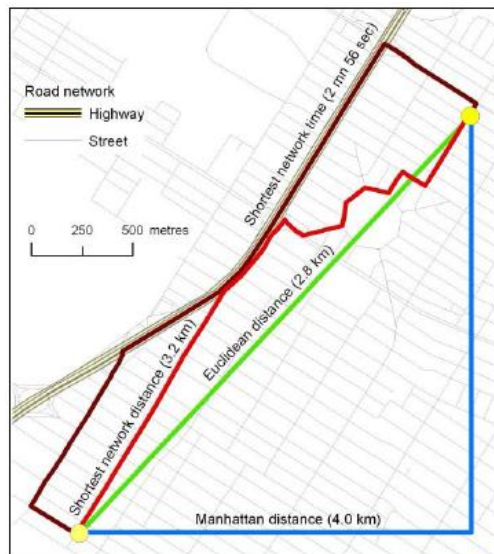 Road network
Highway
Street
0 250 500 metres
Shortest network time (2 mn 56 sec)
Shortest network distance (3.2 km)
Euclidean distance (2.8 km)
Manhattan distance (4.0 km)